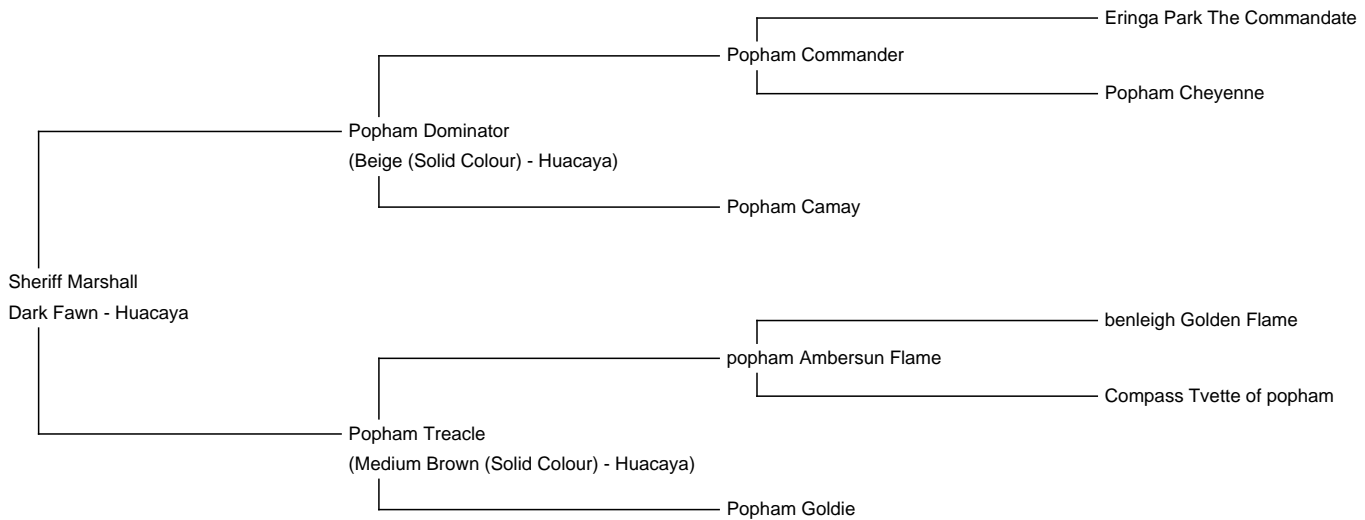 Eringa Park The Commandate
Popham Commander
Popham Cheyenne
Popham Dominator
(Beige (Solid Colour) - Huacaya)
Popham Camay
Sheriff Marshall
Dark Fawn - Huacaya
benleigh Golden Flame
popham Ambersun Flame
Compass Tvette of popham
Popham Treacle
(Medium Brown (Solid Colour) - Huacaya)
Popham Goldie